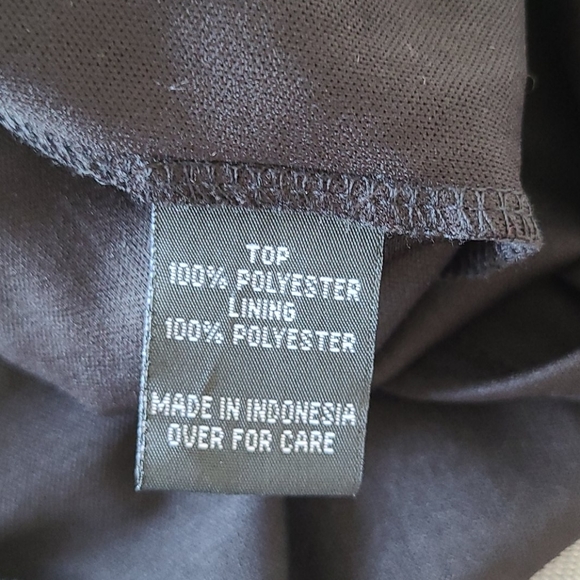 TOP
100% POLYESTER
LINING
100% POLYESTER
MADE IN INDONESIA
OVER FOR CARE